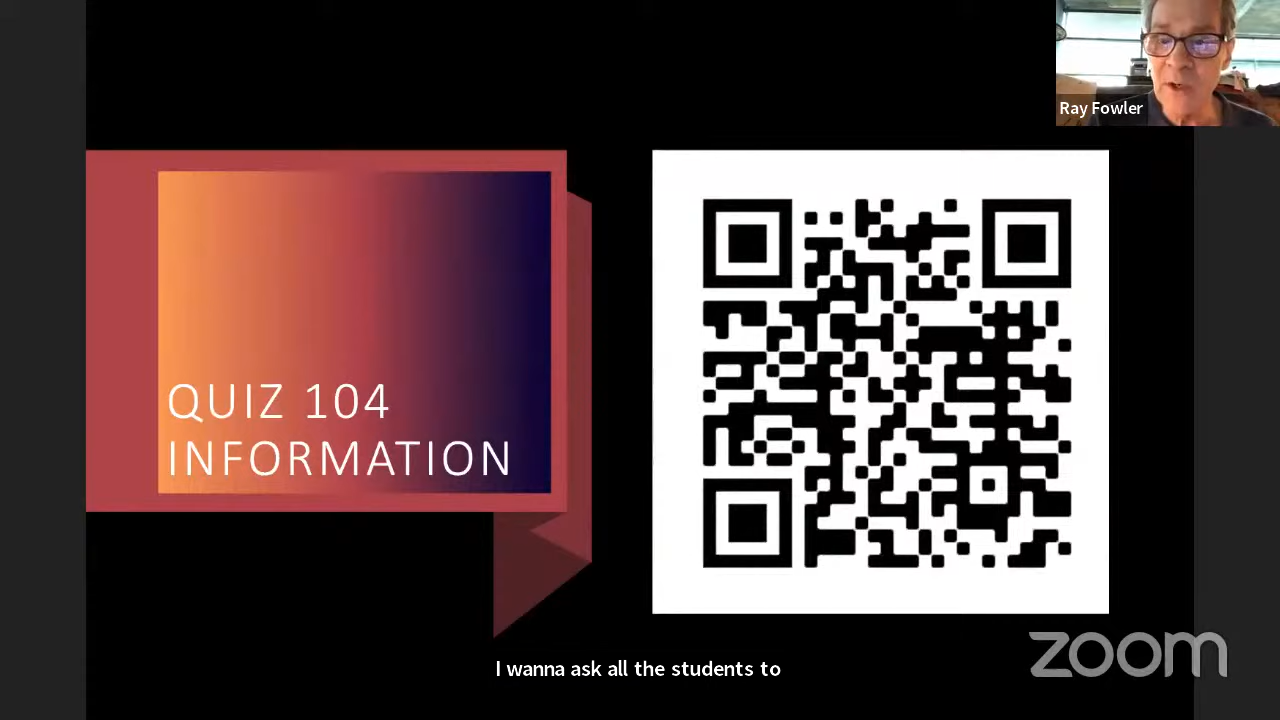 Ray Fowler
QUIZ 104
INFORMATION
I wanna ask all the students to
zoom